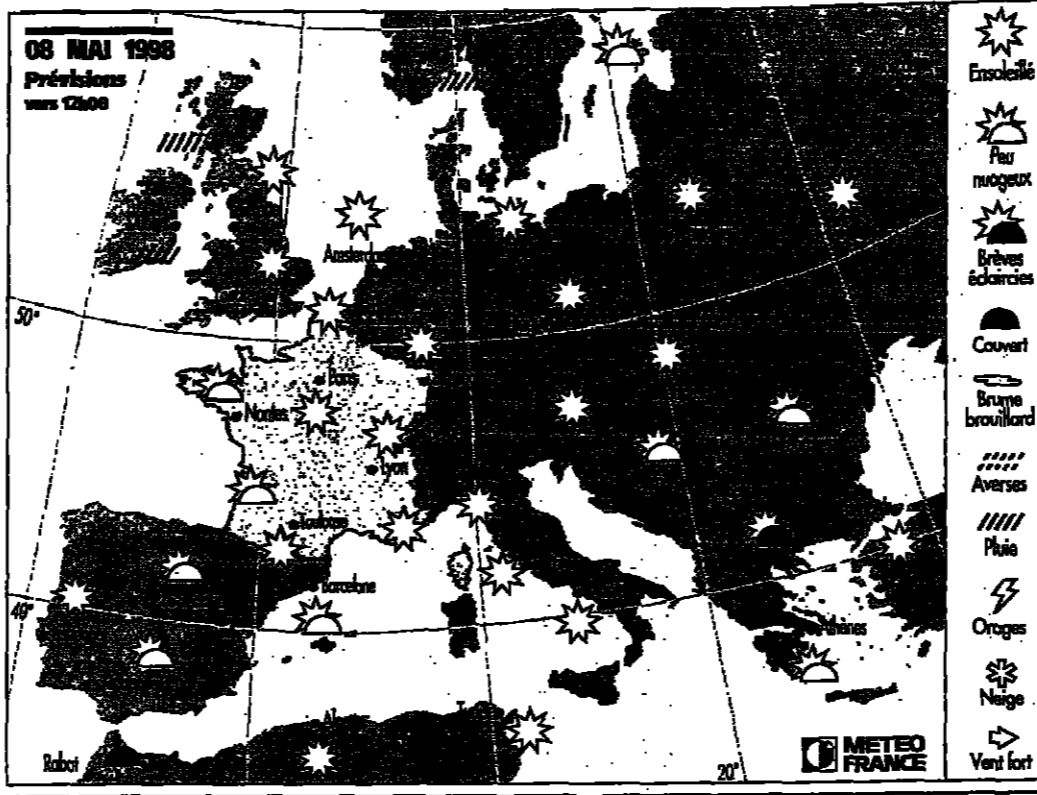 08 MAI 1998
Prévisions
vers 12h00
Amsterdam
50°
Paris
Nantes
Lyon
Toulouse
Barcelone
40°
Athènes
Rabat
20°
METEO
FRANCE
Ensoleillé
Peu
nuageux
Brèves
éclaircies
Couvert
Brume
brouillard
Averses
Pluie
Orages
Neige
Vent fort